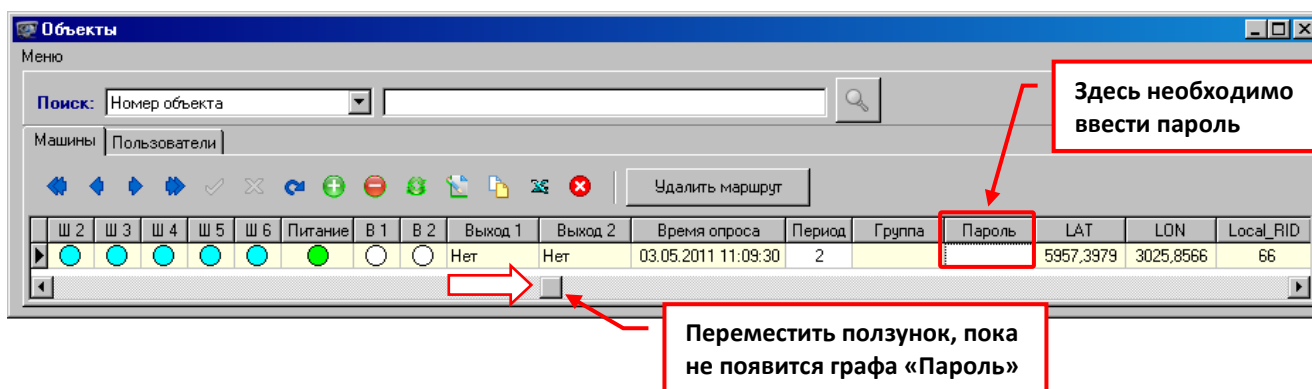 Объекты
Меню
Поиск: Номер объекта
Здесь необходимо
ввести пароль
Машины Пользователи
Удалить маршрут
Ш 2 Ш 3 Ш 4 Ш 5 Ш 6 Питание В 1 В 2 Выход 1 Выход 2 Время опроса Период Группа Пароль LAT LON Local_RID
Нет Нет 03.05.2011 11:09:30 2 5957,3979 3025,8566 66
Переместить ползунок, пока
не появится графа «Пароль»